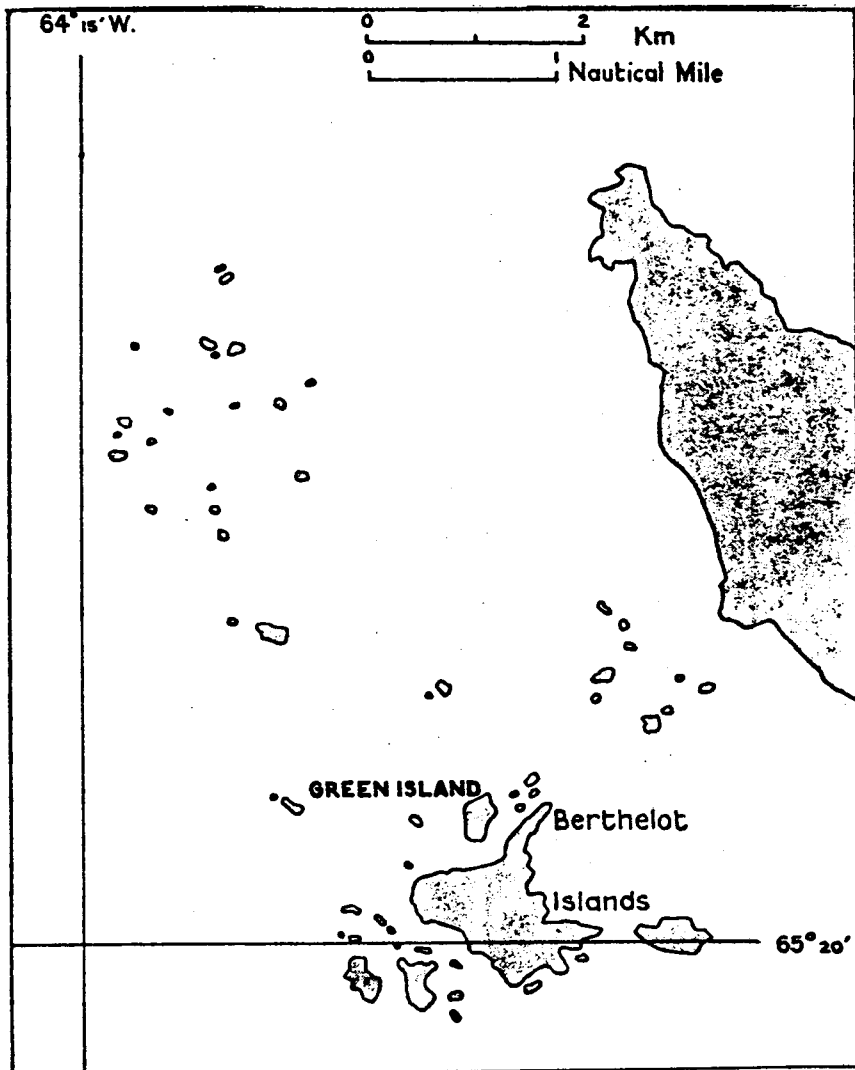 64° 15' W.
0 2
Km
0 1
Nautical Mile
GREEN ISLAND
Berthelot
Islands
65° 20'